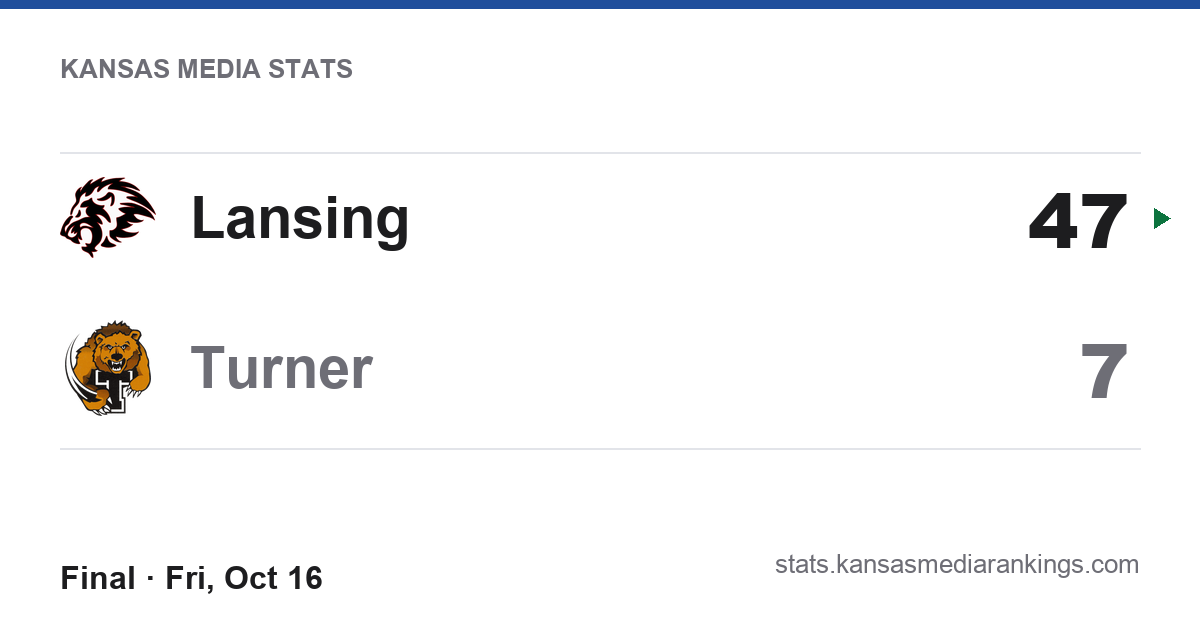 KANSAS MEDIA STATS
Lansing 47
Turner 7
T
Final · Fri, Oct 16
stats.kansasmediarankings.com